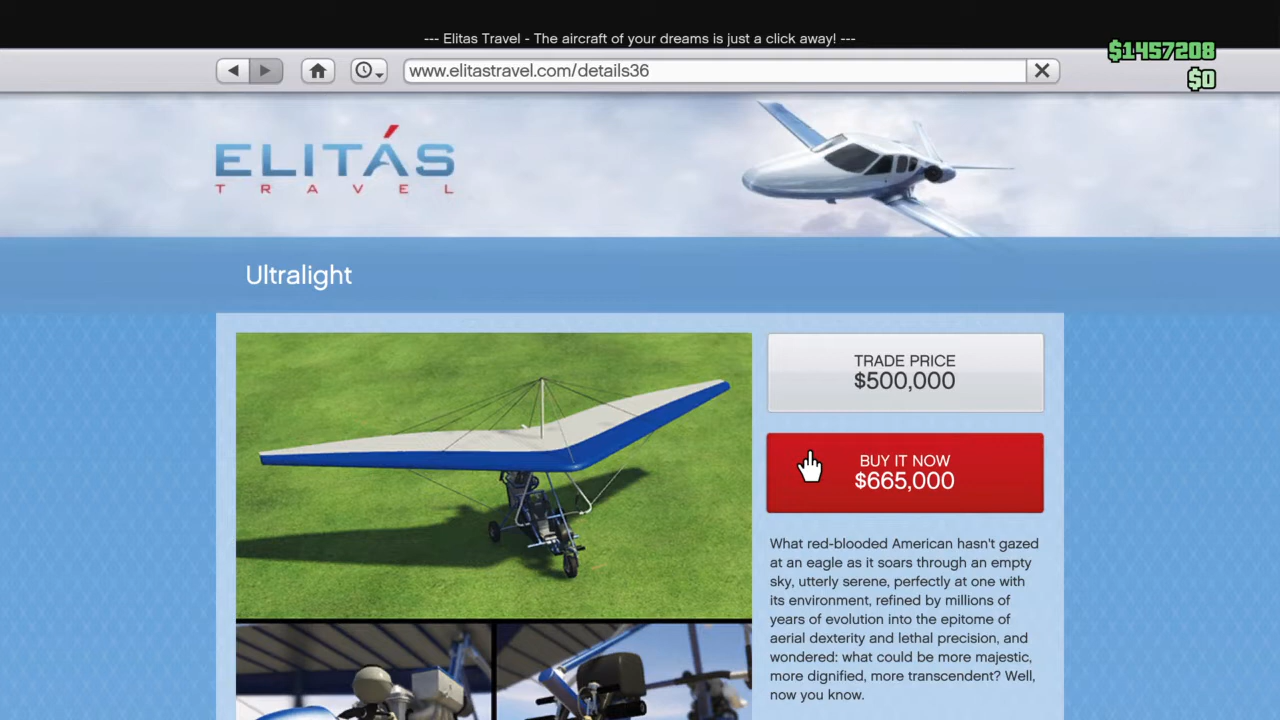 --- Elitas Travel - The aircraft of your dreams is just a click away! ---
$1457208
www.elitastravel.com/details36
$0
ELITÁS
TRAVEL
Ultralight
TRADE PRICE
$500,000
BUY IT NOW
$665,000
What red-blooded American hasn't gazed
at an eagle as it soars through an empty
sky, utterly serene, perfectly at one with
its environment, refined by millions of
years of evolution into the epitome of
aerial dexterity and lethal precision, and
wondered: what could be more majestic,
more dignified, more transcendent? Well,
now you know.